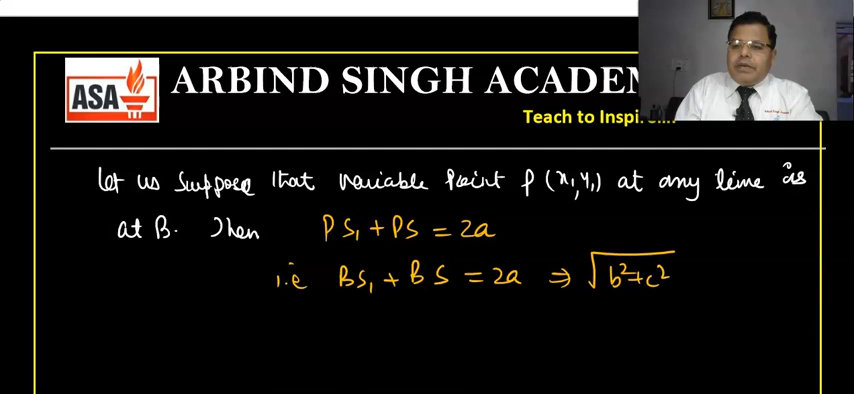 ASA
ARBIND SINGH ACADEM
Teach to Inspire...
Let us suppose that variable point P (x₁, y₁) at any time is
at B. Then PS₁ + PS = 2a
i.e BS₁ + BS = 2a ⇒ √b²+c²